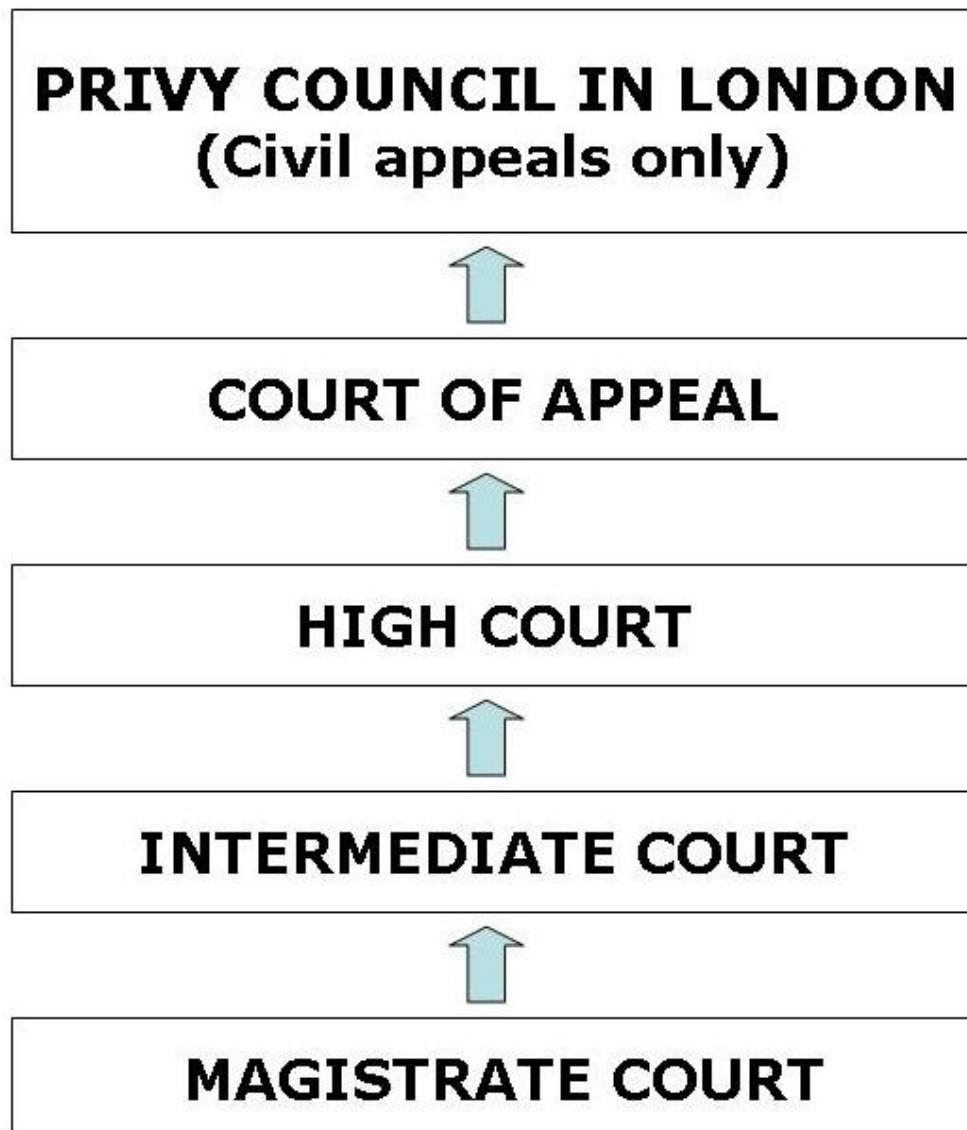 PRIVY COUNCIL IN LONDON
(Civil appeals only)
COURT OF APPEAL
HIGH COURT
INTERMEDIATE COURT
MAGISTRATE COURT